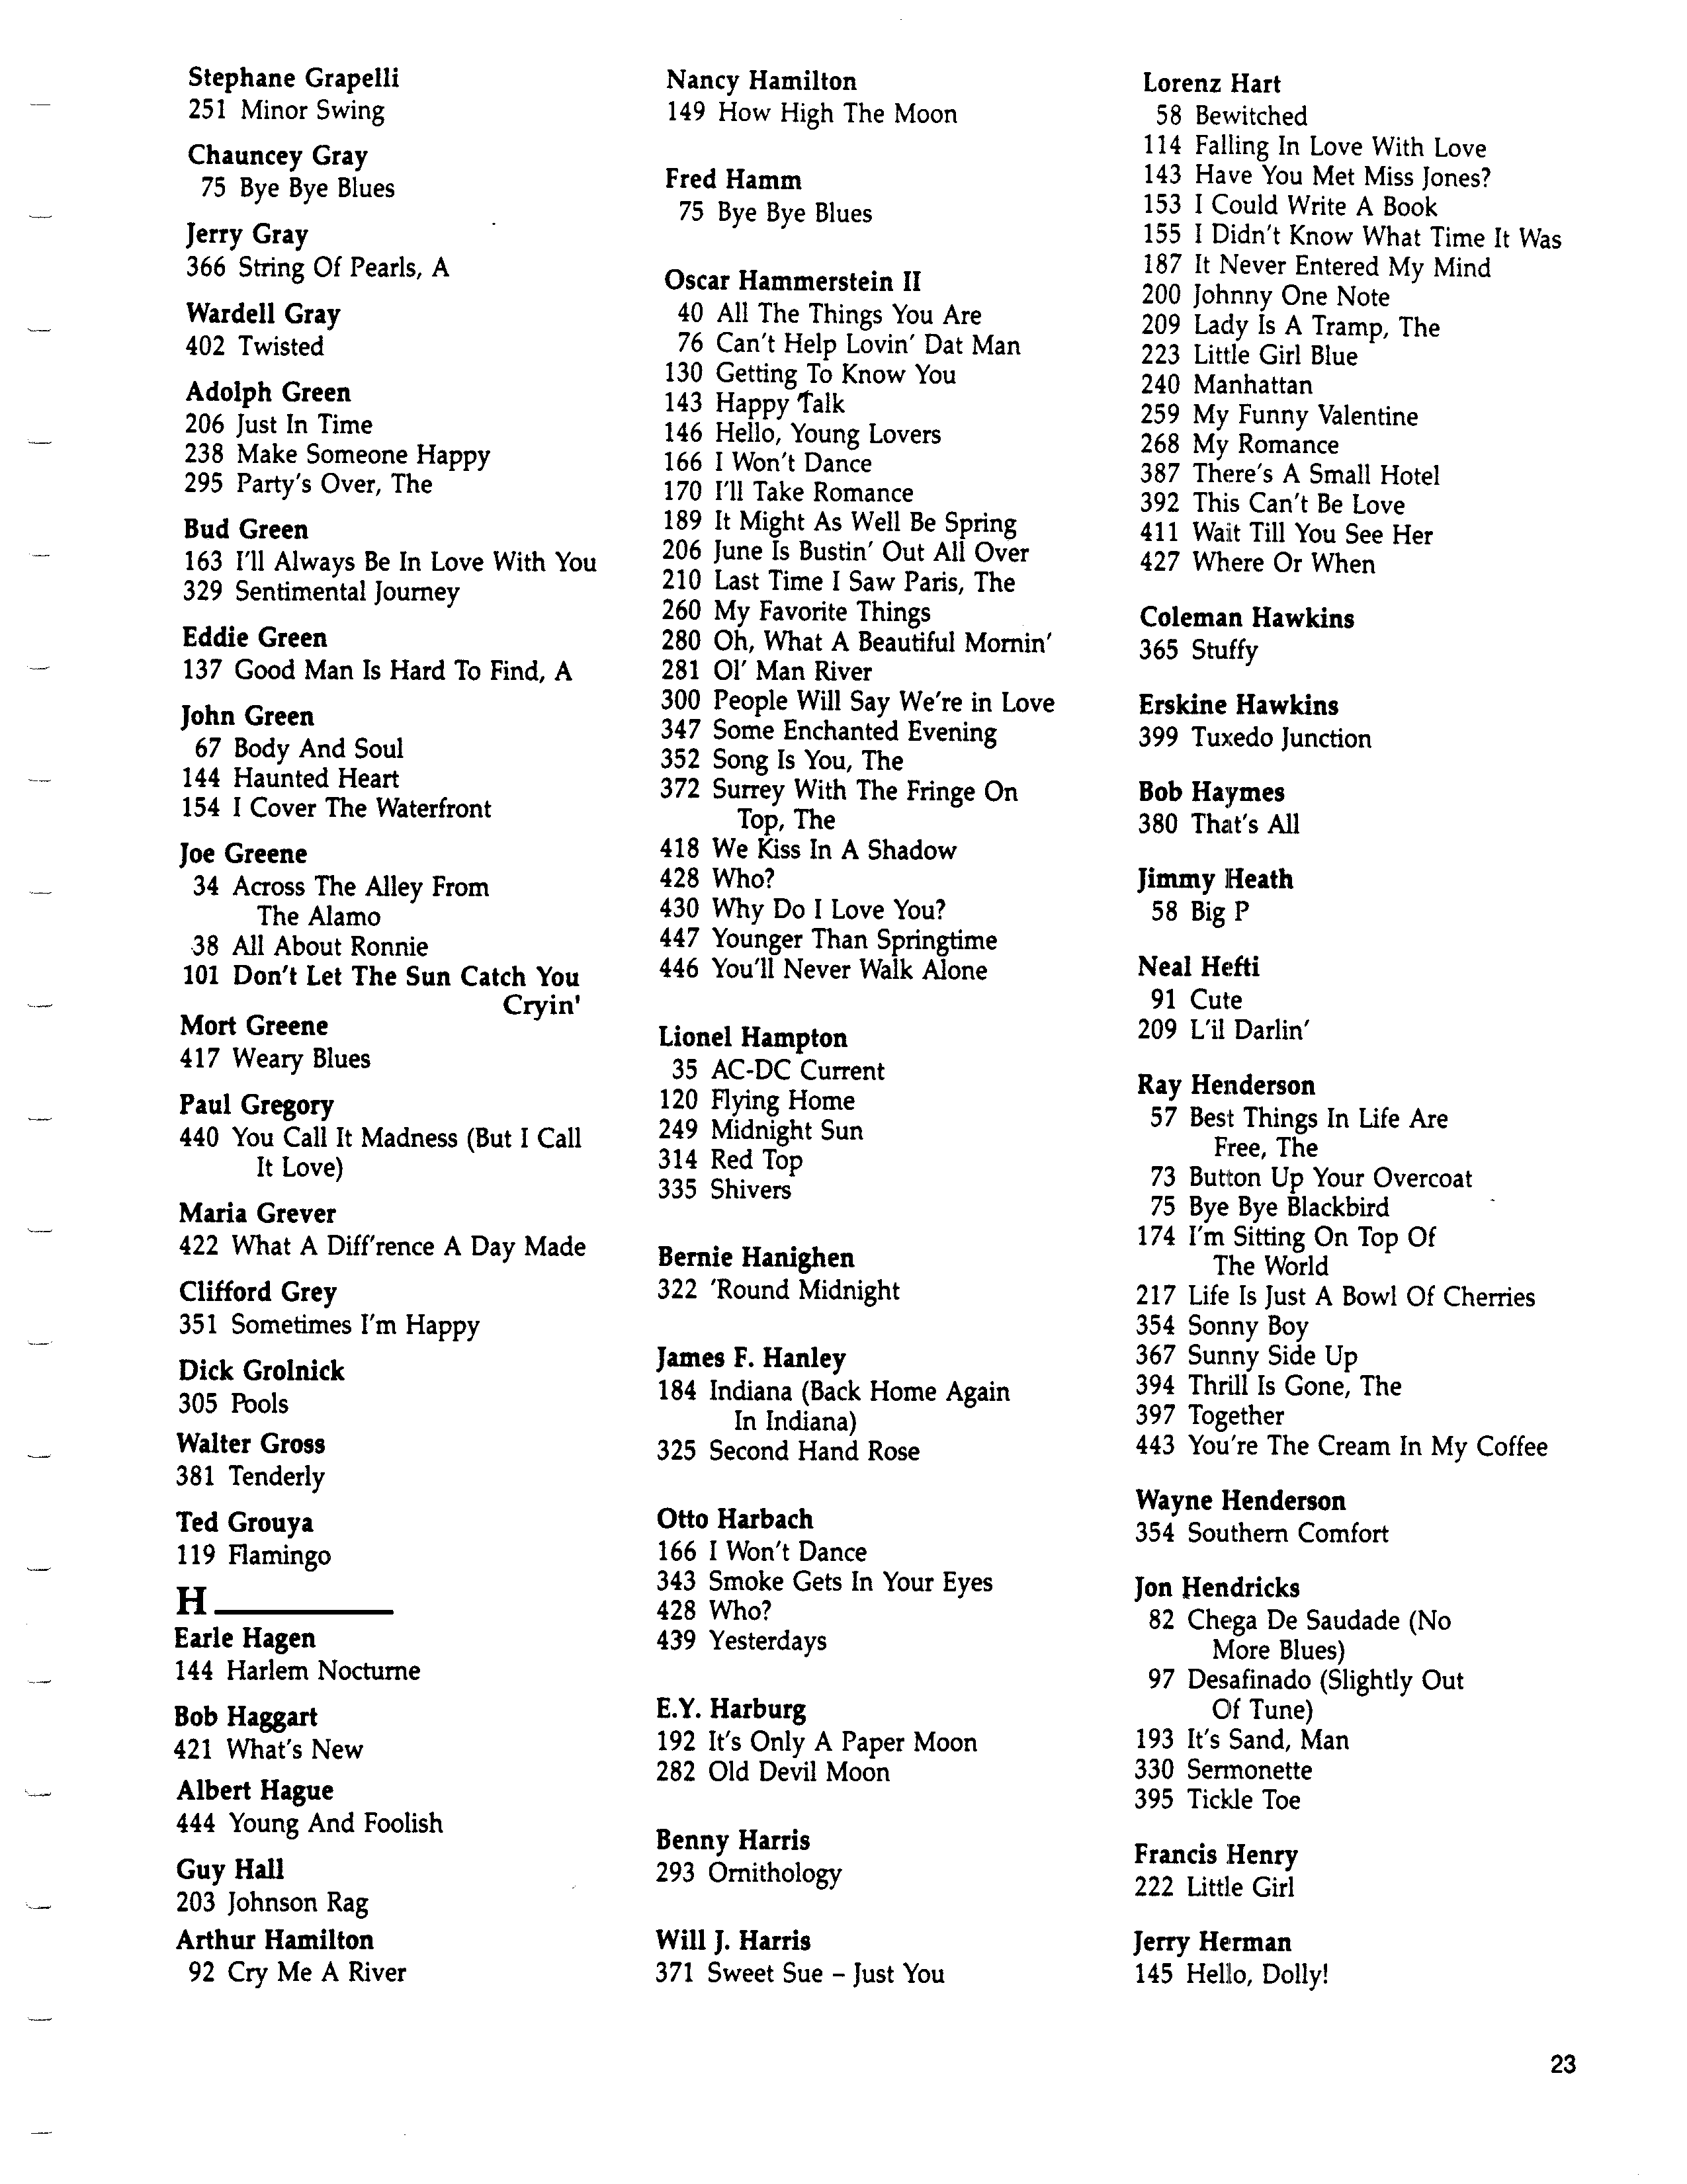 Stephane Grapelli
251 Minor Swing
Chauncey Gray
75 Bye Bye Blues
Jerry Gray
366 String Of Pearls, A
Wardell Gray
402 Twisted
Adolph Green
206 Just In Time
238 Make Someone Happy
295 Party's Over, The
Bud Green
163 I'll Always Be In Love With You
329 Sentimental Journey
Eddie Green
137 Good Man Is Hard To Find, A
John Green
67 Body And Soul
144 Haunted Heart
154 I Cover The Waterfront
Joe Greene
34 Across The Alley From
The Alamo
38 All About Ronnie
101 Don't Let The Sun Catch You
Cryin'
Mort Greene
417 Weary Blues
Paul Gregory
440 You Call It Madness (But I Call
It Love)
Maria Grever
422 What A Diff'rence A Day Made
Clifford Grey
351 Sometimes I'm Happy
Dick Grolnick
305 Pools
Walter Gross
381 Tenderly
Ted Grouya
119 Flamingo
H
Earle Hagen
144 Harlem Nocturne
Bob Haggart
421 What's New
Albert Hague
444 Young And Foolish
Guy Hall
203 Johnson Rag
Arthur Hamilton
92 Cry Me A River
Nancy Hamilton
149 How High The Moon
Fred Hamm
75 Bye Bye Blues
Oscar Hammerstein II
40 All The Things You Are
76 Can't Help Lovin' Dat Man
130 Getting To Know You
143 Happy Talk
146 Hello, Young Lovers
166 I Won't Dance
170 I'll Take Romance
189 It Might As Well Be Spring
206 June Is Bustin' Out All Over
210 Last Time I Saw Paris, The
260 My Favorite Things
280 Oh, What A Beautiful Mornin'
281 Ol' Man River
300 People Will Say We're in Love
347 Some Enchanted Evening
352 Song Is You, The
372 Surrey With The Fringe On
Top, The
418 We Kiss In A Shadow
428 Who?
430 Why Do I Love You?
447 Younger Than Springtime
446 You'll Never Walk Alone
Lionel Hampton
35 AC-DC Current
120 Flying Home
249 Midnight Sun
314 Red Top
335 Shivers
Bernie Hanighen
322 'Round Midnight
James F. Hanley
184 Indiana (Back Home Again
In Indiana)
325 Second Hand Rose
Otto Harbach
166 I Won't Dance
343 Smoke Gets In Your Eyes
428 Who?
439 Yesterdays
E.Y. Harburg
192 It's Only A Paper Moon
282 Old Devil Moon
Benny Harris
293 Ornithology
Will J. Harris
371 Sweet Sue – Just You
Lorenz Hart
58 Bewitched
114 Falling In Love With Love
143 Have You Met Miss Jones?
153 I Could Write A Book
155 I Didn't Know What Time It Was
187 It Never Entered My Mind
200 Johnny One Note
209 Lady Is A Tramp, The
223 Little Girl Blue
240 Manhattan
259 My Funny Valentine
268 My Romance
387 There's A Small Hotel
392 This Can't Be Love
411 Wait Till You See Her
427 Where Or When
Coleman Hawkins
365 Stuffy
Erskine Hawkins
399 Tuxedo Junction
Bob Haymes
380 That's All
Jimmy Heath
58 Big P
Neal Hefti
91 Cute
209 L'il Darlin'
Ray Henderson
57 Best Things In Life Are
Free, The
73 Button Up Your Overcoat
75 Bye Bye Blackbird
174 I'm Sitting On Top Of
The World
217 Life Is Just A Bowl Of Cherries
354 Sonny Boy
367 Sunny Side Up
394 Thrill Is Gone, The
397 Together
443 You're The Cream In My Coffee
Wayne Henderson
354 Southern Comfort
Jon Hendricks
82 Chega De Saudade (No
More Blues)
97 Desafinado (Slightly Out
Of Tune)
193 It's Sand, Man
330 Sermonette
395 Tickle Toe
Francis Henry
222 Little Girl
Jerry Herman
145 Hello, Dolly!
23